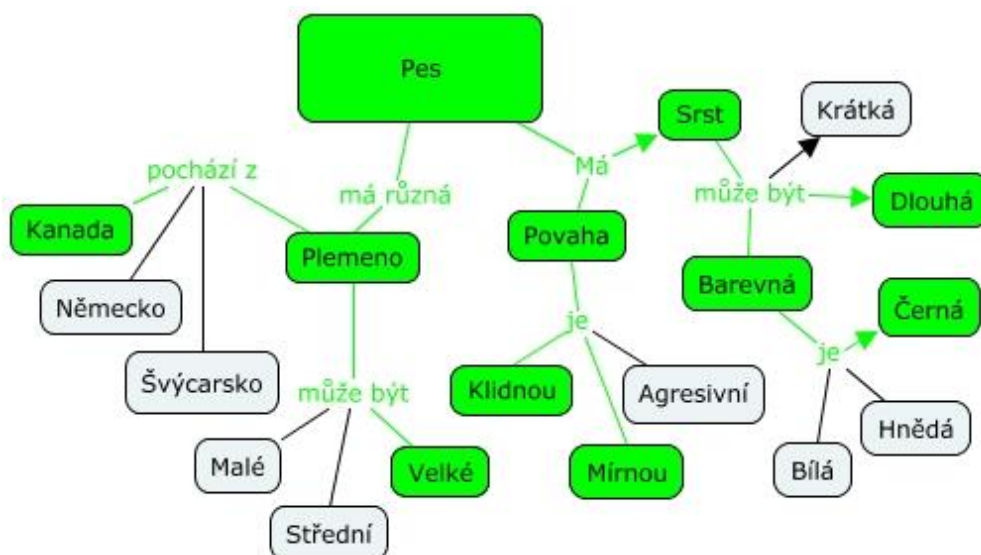 Pes
Srst
Krátká
pochází z
Má
má různá
může být
Dlouhá
Kanada
Plemeno
Povaha
Barevná
Německo
Černá
je
je
Švýcarsko
Klidnou
Agresivní
může být
Hnědá
Malé
Velké
Mírnou
Bílá
Střední